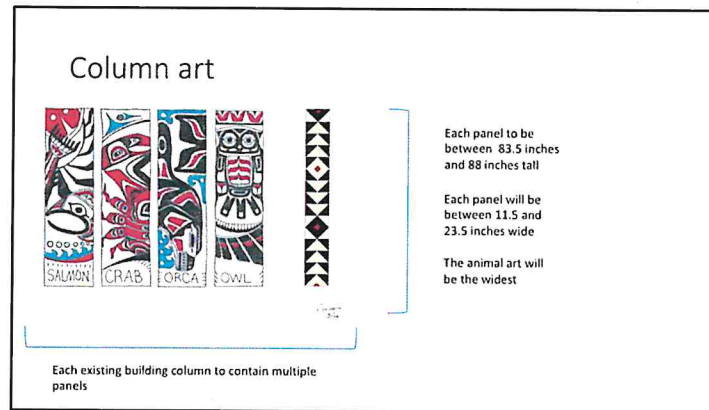 Column art
SALMON
CRAB
ORCA
OWL
Each panel to be
between 83.5 inches
and 88 inches tall
Each panel will be
between 11.5 and
23.5 inches wide
The animal art will
be the widest
Each existing building column to contain multiple
panels